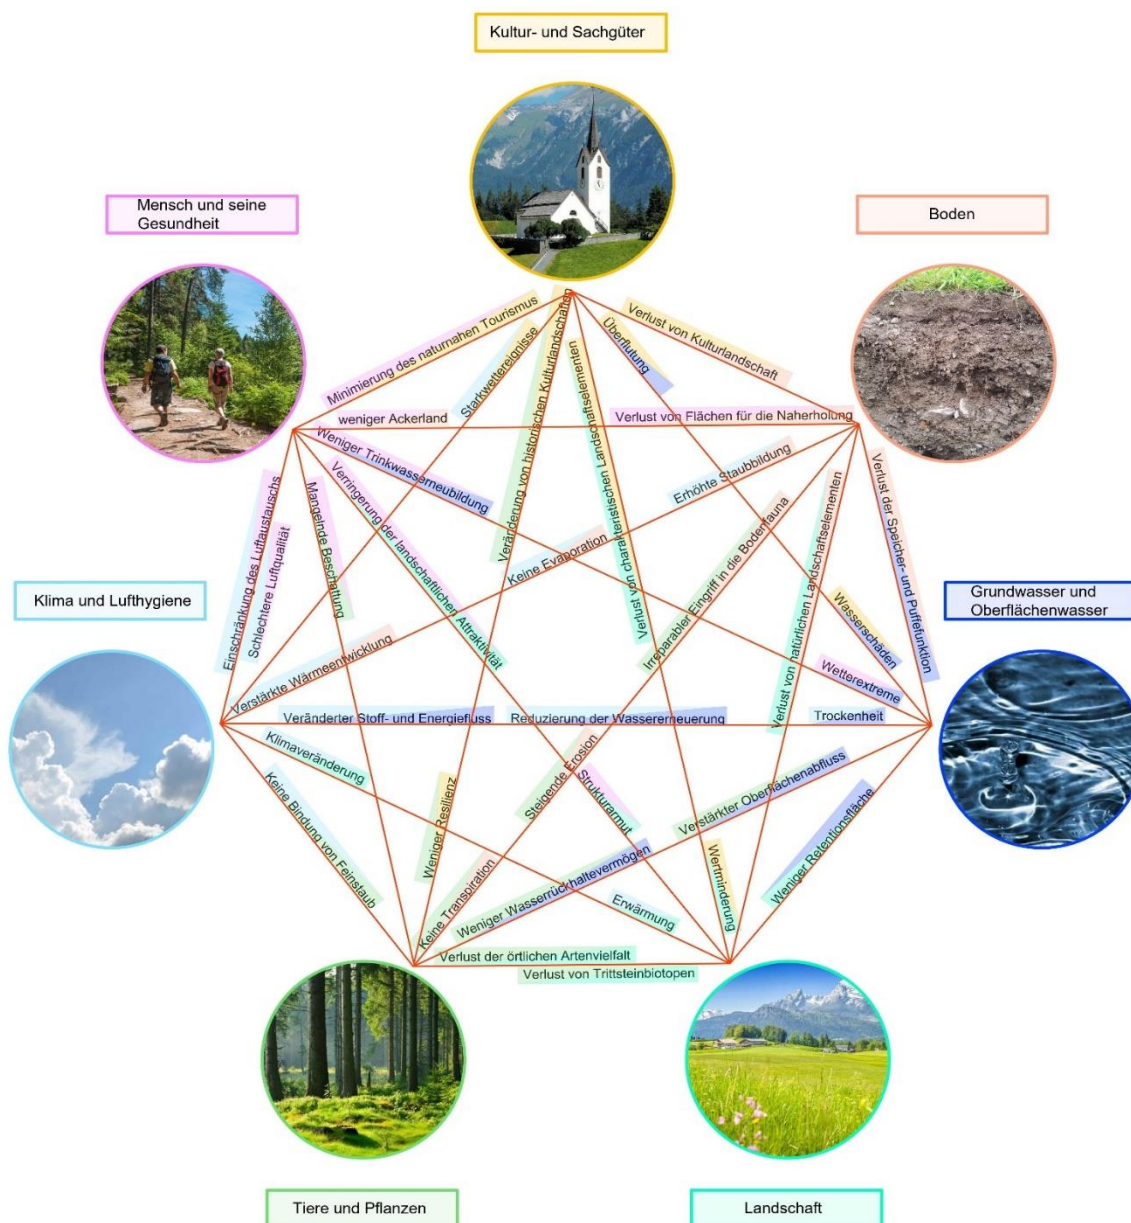 Kultur- und Sachgüter
Mensch und seine
Gesundheit
Boden
Minimierung des naturnahen Tourismus
Starkwettereignisse
Veränderung von historischen Kulturlandschaften
Verlust von charakteristischen Landschaftselementen
Überflutung
Verlust von Kulturlandschaft
weniger Ackerland
Verlust von Flächen für die Naherholung
Weniger Trinkwasserneubildung
Verringerung der landschaftlichen Attraktivität
Mangelnde Beschattung
Einschränkung des Luftaustauschs
Schlechtere Luftqualität
Erhöhte Staubbildung
Keine Evaporation
Irreparabler Eingriff in die Bodenfauna
Verlust von natürlichen Landschaftselementen
Verlust der Speicher- und Puffefunktion
Klima und Lufthygiene
Grundwasser und
Oberflächenwasser
Wasserschäden
Wetterextreme
Verstärkte Wärmeentwicklung
Veränderter Stoff- und Energiefluss
Reduzierung der Wassererneuerung
Trockenheit
Klimaveränderung
Keine Bindung von Feinstaub
Weniger Resilienz
Steigende Erosion
Strukturarmut
Verstärkter Oberflächenabfluss
Weniger Retentionsfläche
Wertminderung
Keine Transpiration
Weniger Wasserrückhaltevermögen
Erwärmung
Verlust der örtlichen Artenvielfalt
Verlust von Trittsteinbiotopen
Tiere und Pflanzen
Landschaft